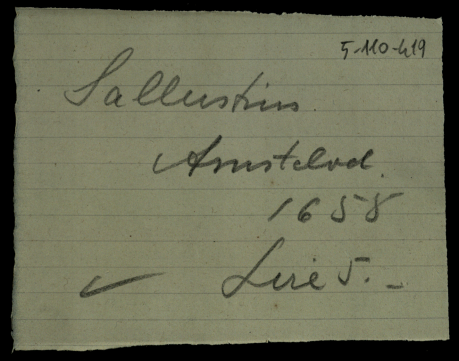 5-110-419
Sallustius
Amstelod.
1658
Lire 5.-